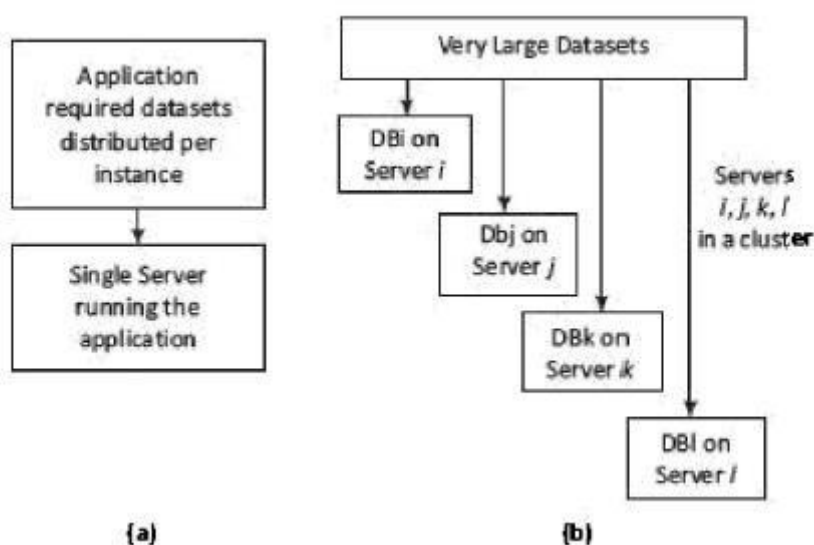 Application
required datasets
distributed per
instance
Single Server
running the
application
(a)
Very Large Datasets
DBi on
Server i
Dbj on
Server j
DBk on
Server ik
DBl on
Server l
Servers
i, j, k, l
in a cluster
(b)